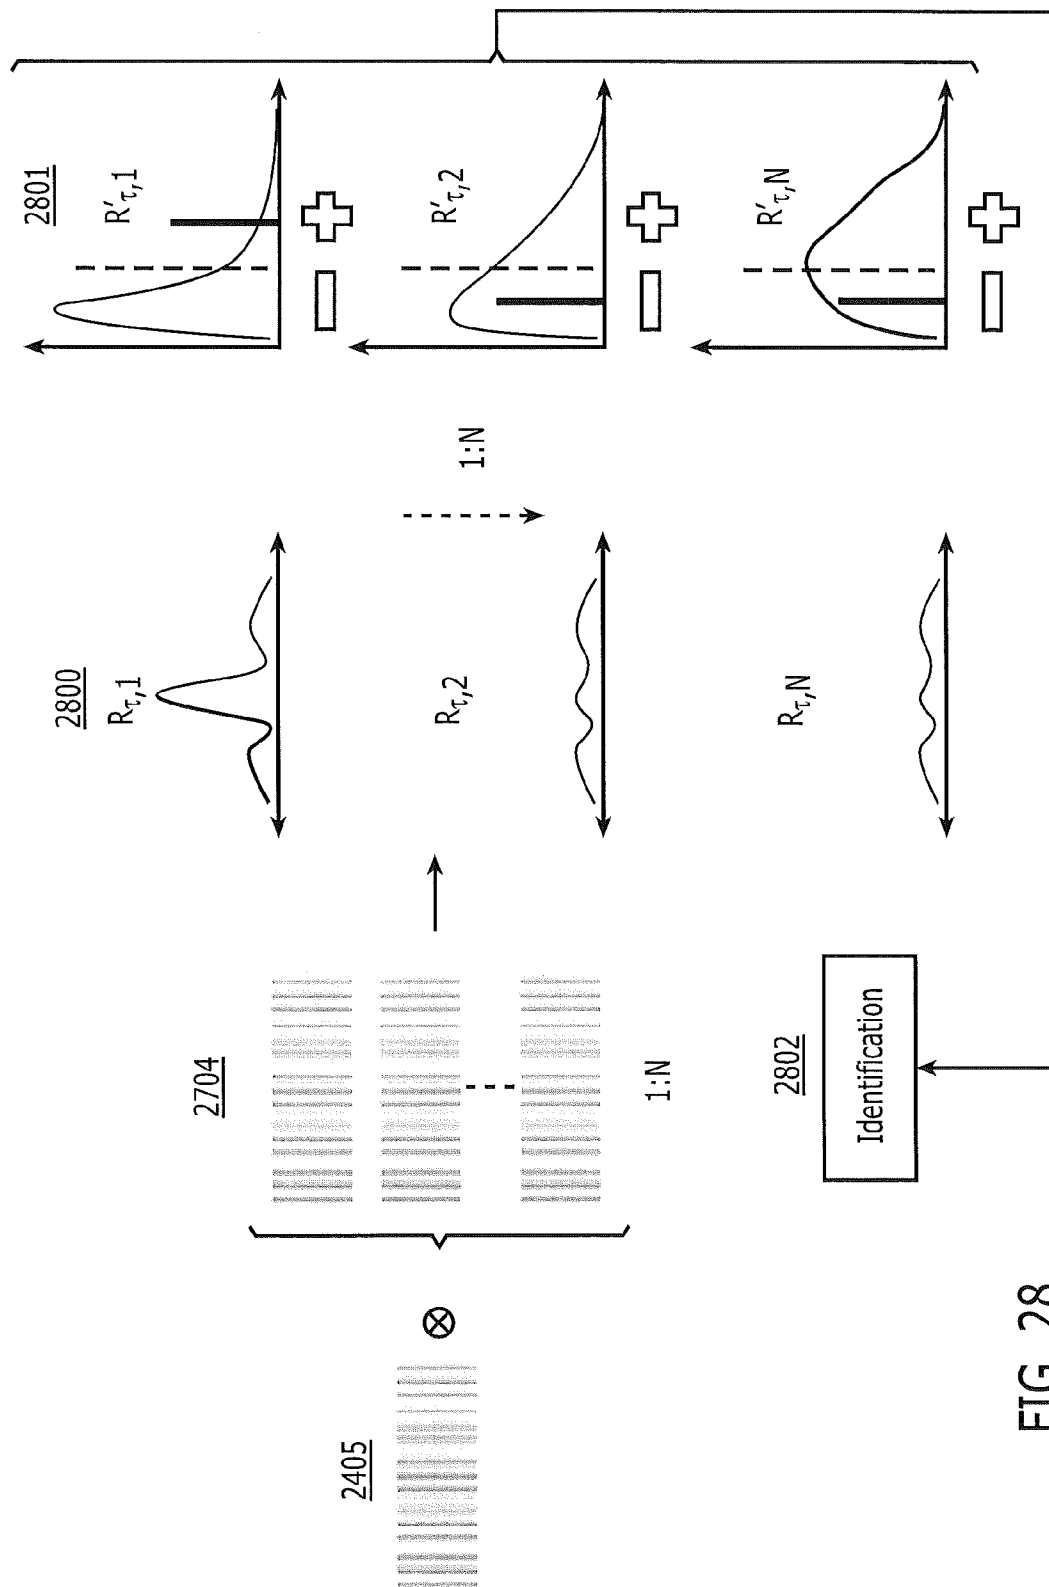 2405
2704
1:N
2800
Rτ,1
Rτ,2
Rτ,N
1:N
2801
R′τ,1
R′τ,2
R′τ,N
2802
Identification
FIG. 28